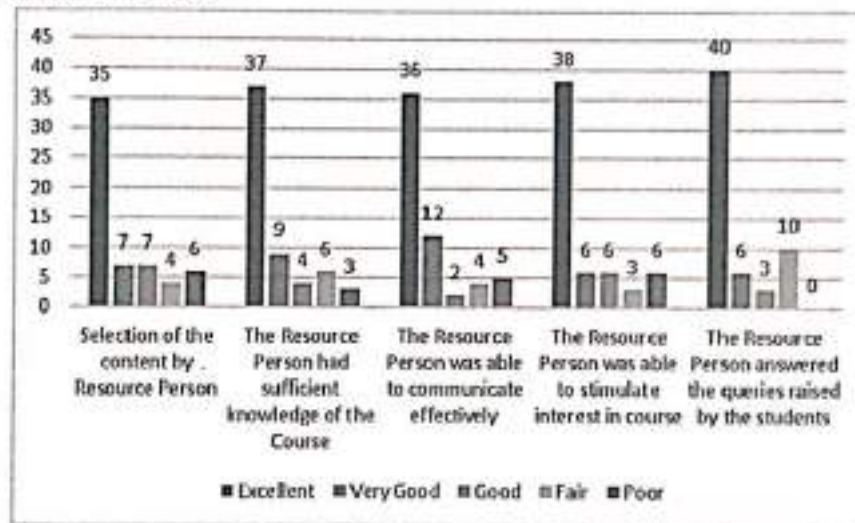 45
40
35
30
25
20
15
10
5
0
35
7
7
4
6
37
9
4
6
3
36
12
2
4
5
38
6
6
3
6
40
6
3
10
0
Selection of the
content by .
Resource Person
The Resource
Person had
sufficient
knowledge of the
Course
The Resource
Person was able
to communicate
effectively
The Resource
Person was able
to stimulate
interest in course
The Resource
Person answered
the queries raised
by the students
Excellent Very Good Good Fair Poor